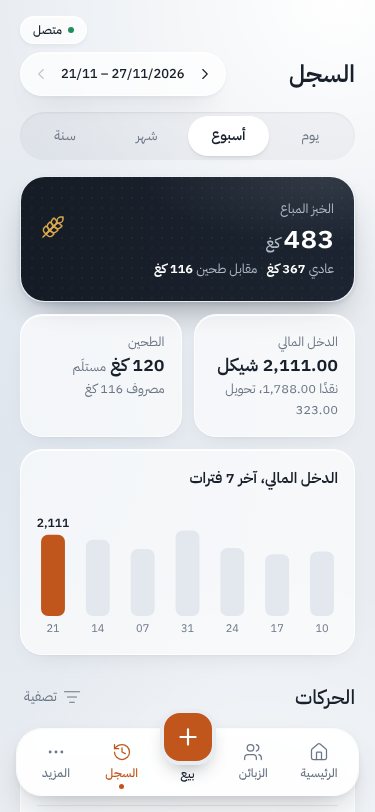 متصل
السجل
21/11 – 27/11/2026
يوم
أسبوع
شهر
سنة
الخبز المباع
483 كغ
عادي 367 كغ مقابل طحين 116 كغ
الدخل المالي
2,111.00 شيكل
نقدًا 1,788.00، تحويل
323.00
الطحين
120 كغ مستلَم
مصروف 116 كغ
الدخل المالي، آخر 7 فترات
2,111
10 17 24 31 07 14 21
الحركات
تصفية
الرئيسية
الزبائن
بيع
السجل
المزيد